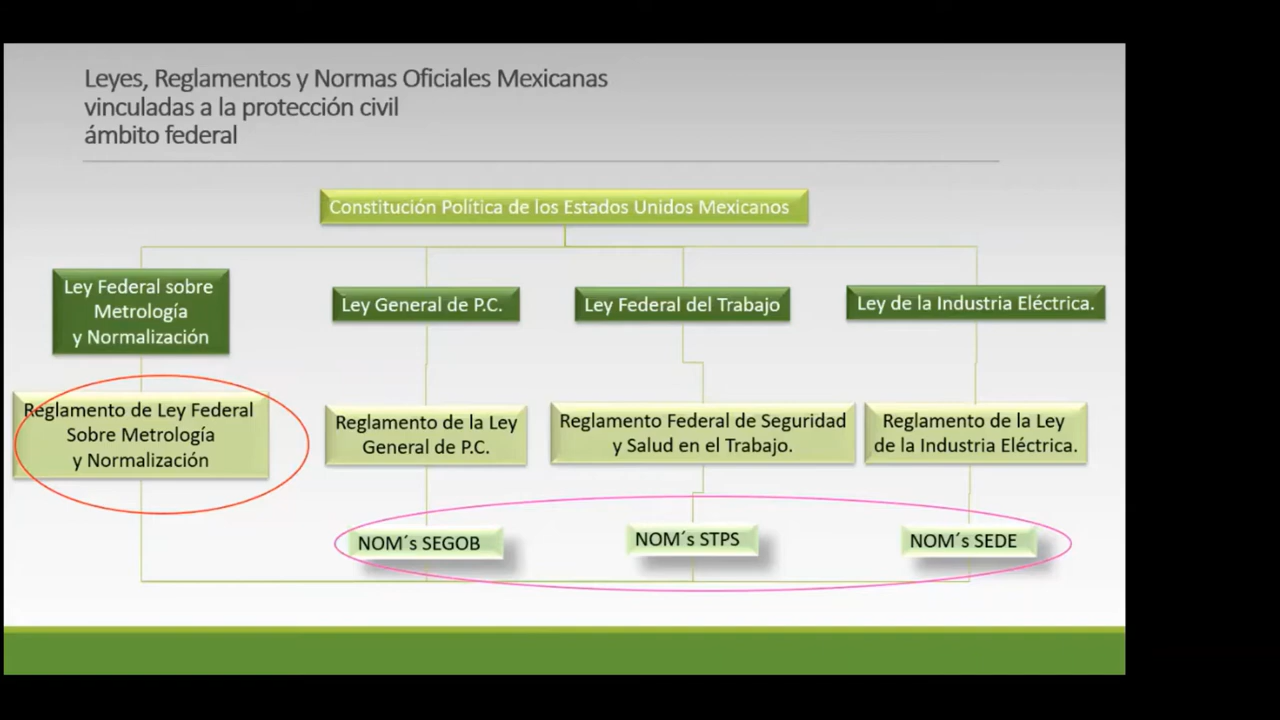 Leyes, Reglamentos y Normas Oficiales Mexicanas
vinculadas a la protección civil
ámbito federal
Constitución Política de los Estados Unidos Mexicanos
Ley Federal sobre
Metrología
y Normalización
Ley General de P.C.
Ley Federal del Trabajo
Ley de la Industria Eléctrica.
Reglamento de Ley Federal
Sobre Metrología
y Normalización
Reglamento de la Ley
General de P.C.
Reglamento Federal de Seguridad
y Salud en el Trabajo.
Reglamento de la Ley
de la Industria Eléctrica.
NOM´s SEGOB
NOM´s STPS
NOM´s SEDE